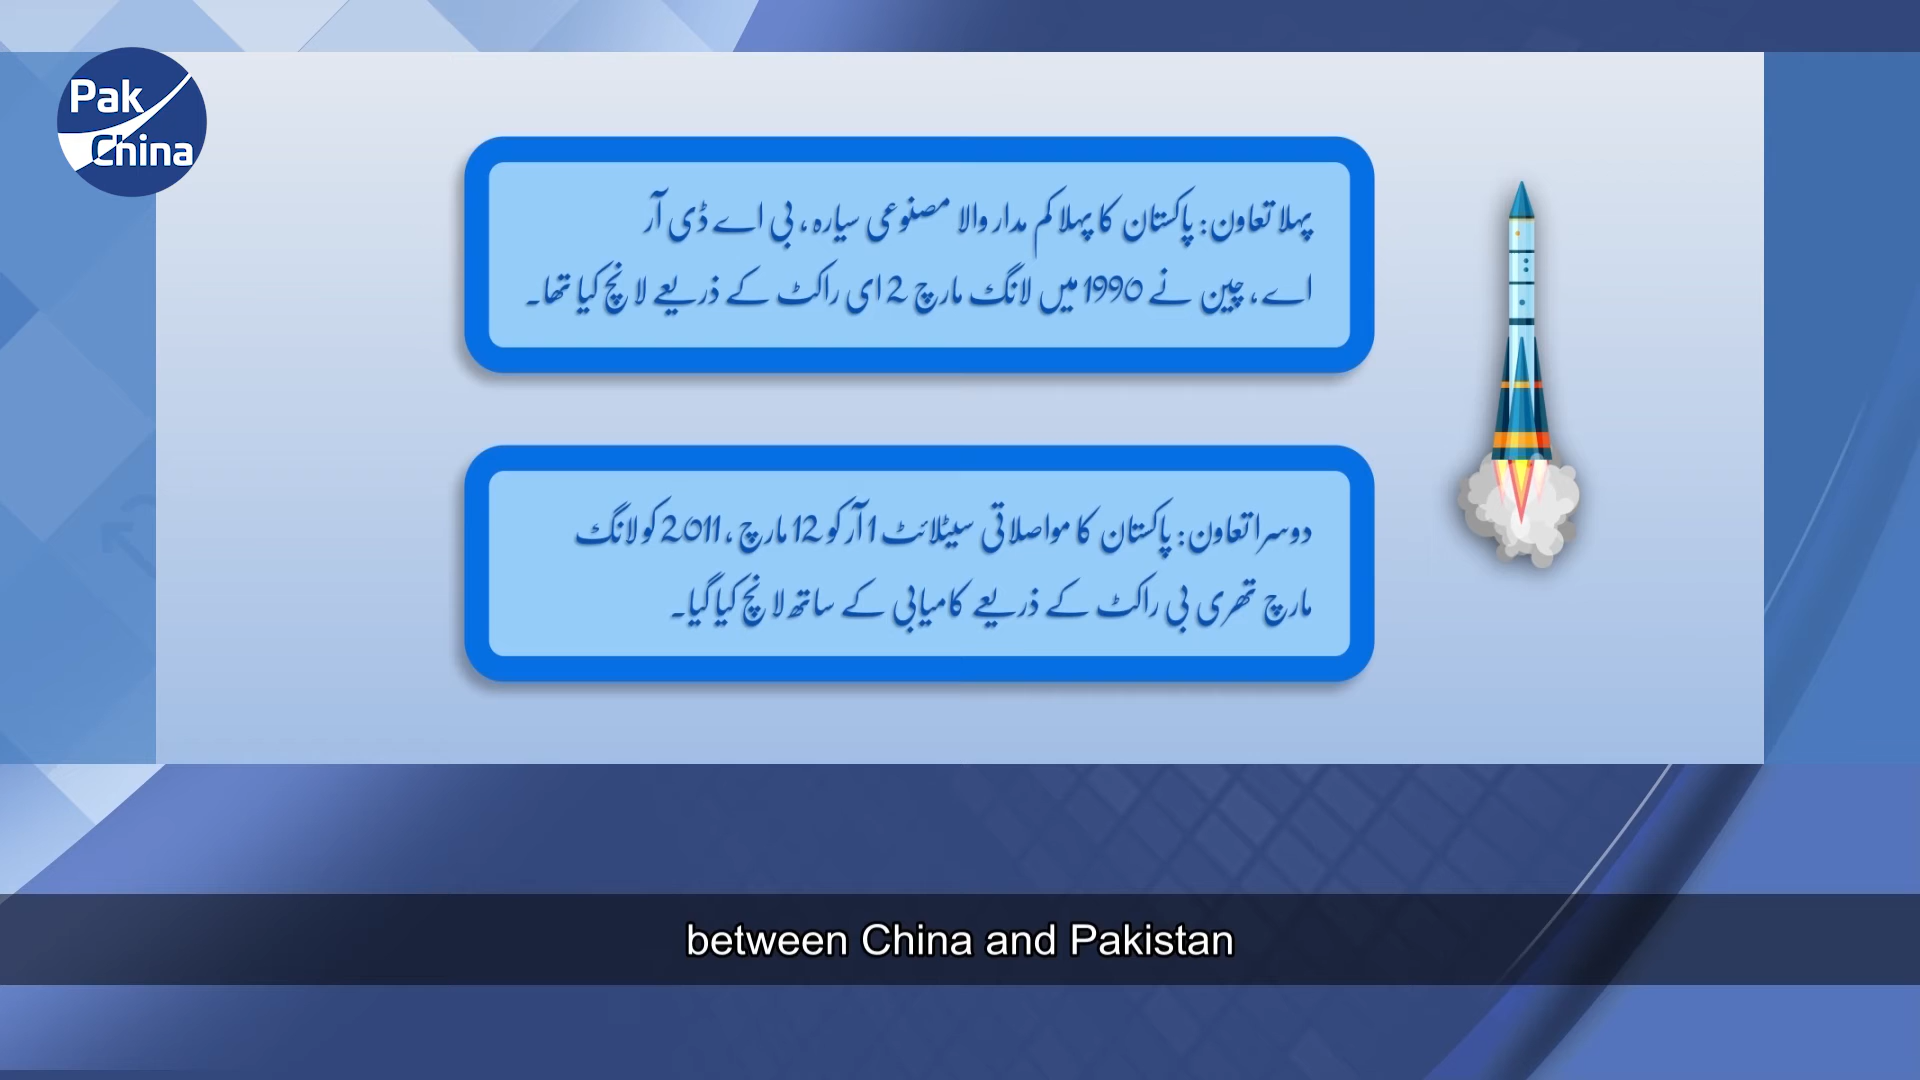 Pak
China
پہلا تعاون: پاکستان کا پہلا کم مدار والا مصنوعی سیارہ، بی اے ڈی آر
اے، چین نے 1990 میں لانگ مارچ 2 ای راکٹ کے ذریعے لانچ کیا تھا۔
دوسرا تعاون: پاکستان کا مواصلاتی سیٹلائٹ 1 آر کو 12 مارچ، 2011 کو لانگ
مارچ تھری بی راکٹ کے ذریعے کامیابی کے ساتھ لانچ کیا گیا۔
between China and Pakistan